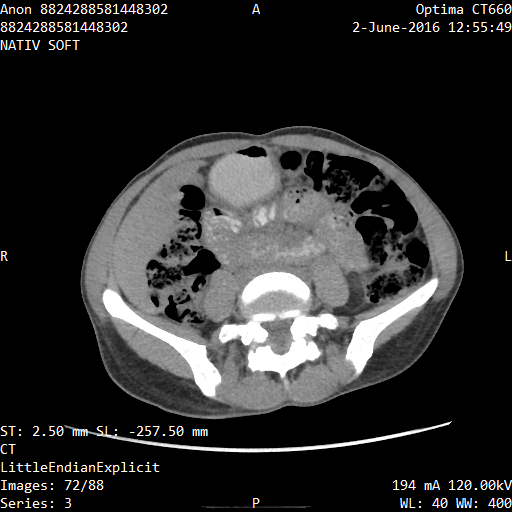 Anon 8824288581448302 A Optima CT660
8824288581448302 2-June-2016 12:55:49
NATIV SOFT
R L
ST: 2.50 mm SL: -257.50 mm
CT
LittleEndianExplicit
Images: 72/88 194 mA 120.00kV
Series: 3 P WL: 40 WW: 400